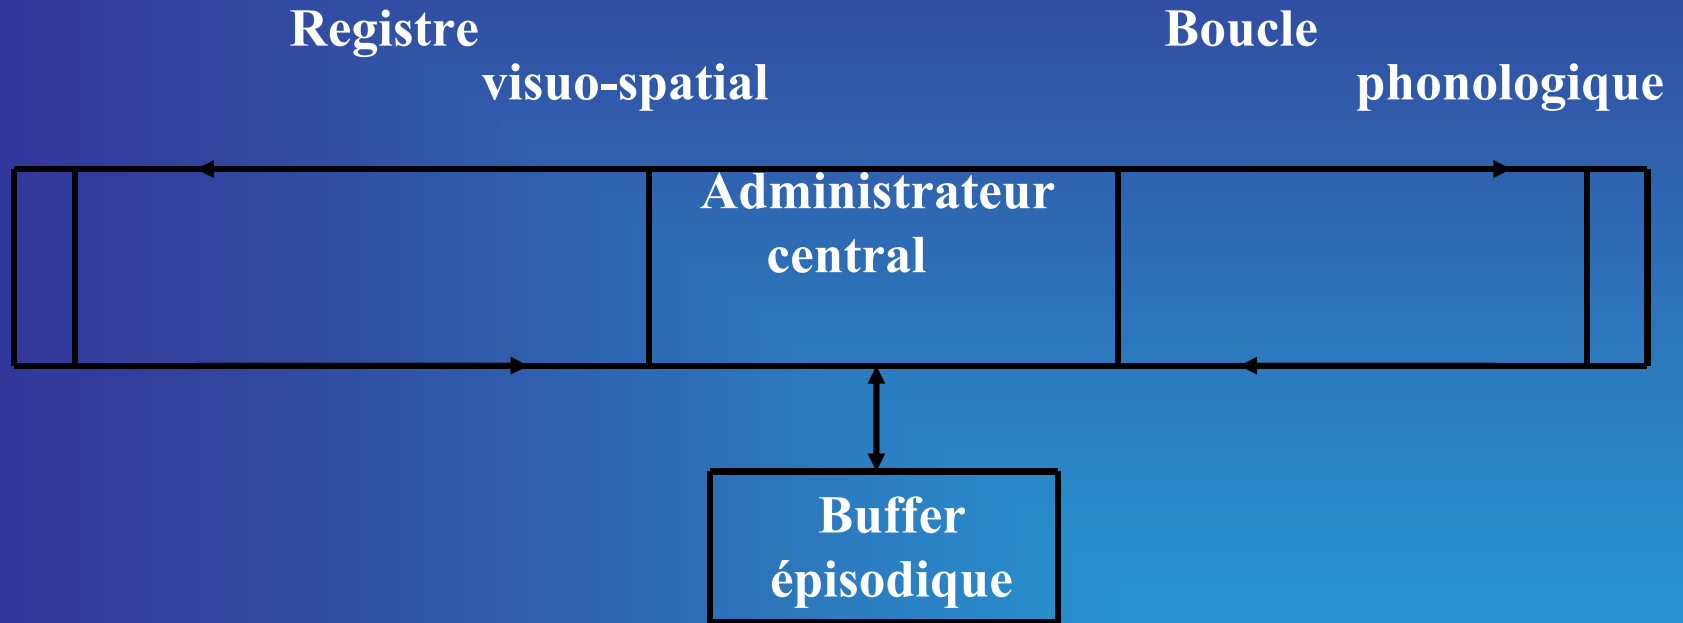 Registre
visuo-spatial
Boucle
phonologique
Administrateur
central
Buffer
épisodique